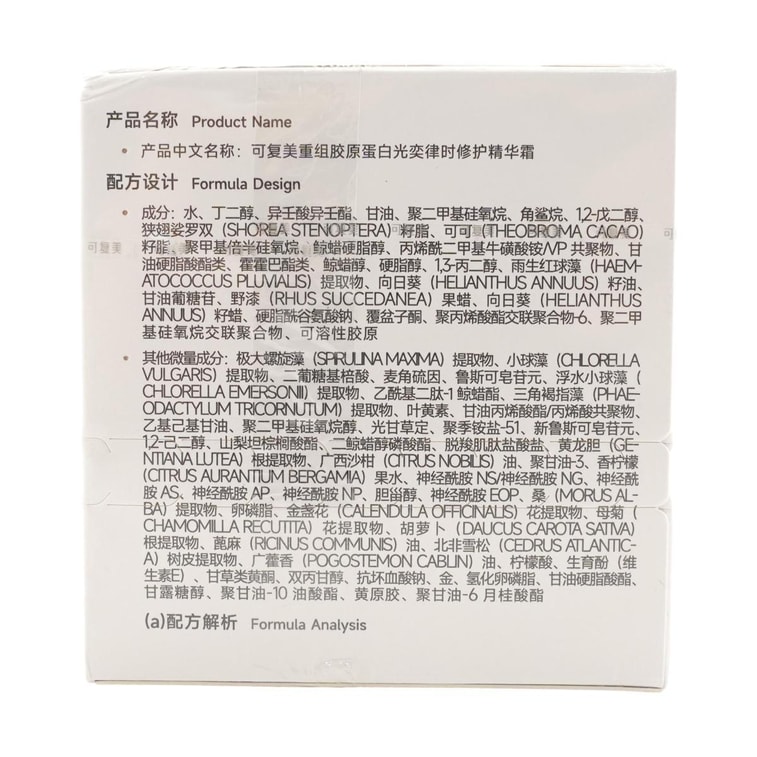 产品名称 Product Name
• 产品中文名称：可复美重组胶原蛋白光奕律时修护精华霜
配方设计 Formula Design
• 成分：水、丁二醇、异壬酸异壬酯、甘油、聚二甲基硅氧烷、角鲨烷、1,2-戊二醇、
狭翅娑罗双（SHOREA STENOPTERA）籽脂、可可（THEOBROMA CACAO）
籽脂、聚甲基倍半硅氧烷、鲸蜡硬脂醇、丙烯酰二甲基牛磺酸铵/VP 共聚物、甘
油硬脂酸酯类、霍霍巴酯类、鲸蜡醇、硬脂醇、1,3-丙二醇、雨生红球藻（HAEM-
ATOCOCCUS PLUVIALIS）提取物、向日葵（HELIANTHUS ANNUUS）籽油、
甘油葡糖苷、野漆（RHUS SUCCEDANEA）果蜡、向日葵（HELIANTHUS
ANNUUS）籽蜡、硬脂酰谷氨酸钠、覆盆子酮、聚丙烯酸酯交联聚合物-6、聚二甲
基硅氧烷交联聚合物、可溶性胶原
• 其他微量成分：极大螺旋藻（SPIRULINA MAXIMA）提取物、小球藻（CHLORELLA
VULGARIS）提取物、二葡糖基棓酸、麦角硫因、鲁斯可皂苷元、浮水小球藻（
CHLORELLA EMERSONII）提取物、乙酰基二肽-1 鲸蜡酯、三角褐指藻（PHAE-
ODACTYLUM TRICORNUTUM）提取物、叶黄素、甘油丙烯酸酯/丙烯酸共聚物、
乙基己基甘油、聚二甲基硅氧烷醇、光甘草定、聚季铵盐-51、新鲁斯可皂苷元、
1,2-己二醇、山梨坦棕榈酸酯、二鲸蜡醇磷酸酯、脱羧肌肽盐酸盐、黄龙胆（GE-
NTIANA LUTEA）根提取物、广西沙柑（CITRUS NOBILIS）油、聚甘油-3、香柠檬
（CITRUS AURANTIUM BERGAMIA）果水、神经酰胺 NS/神经酰胺 NG、神经酰
胺 AS、神经酰胺 AP、神经酰胺 NP、胆甾醇、神经酰胺 EOP、桑（MORUS AL-
BA）提取物、卵磷脂、金盏花（CALENDULA OFFICINALIS）花提取物、母菊（
CHAMOMILLA RECUTITA）花提取物、胡萝卜（DAUCUS CAROTA SATIVA）
根提取物、蓖麻（RICINUS COMMUNIS）油、北非雪松（CEDRUS ATLANTIC-
A）树皮提取物、广藿香（POGOSTEMON CABLIN）油、柠檬酸、生育酚（维
生素E）、甘草类黄酮、双丙甘醇、抗坏血酸钠、金、氢化卵磷脂、甘油硬脂酸酯、
甘露糖醇、聚甘油-10 油酸酯、黄原胶、聚甘油-6 月桂酸酯
(a)配方解析 Formula Analysis
可复美
可复美